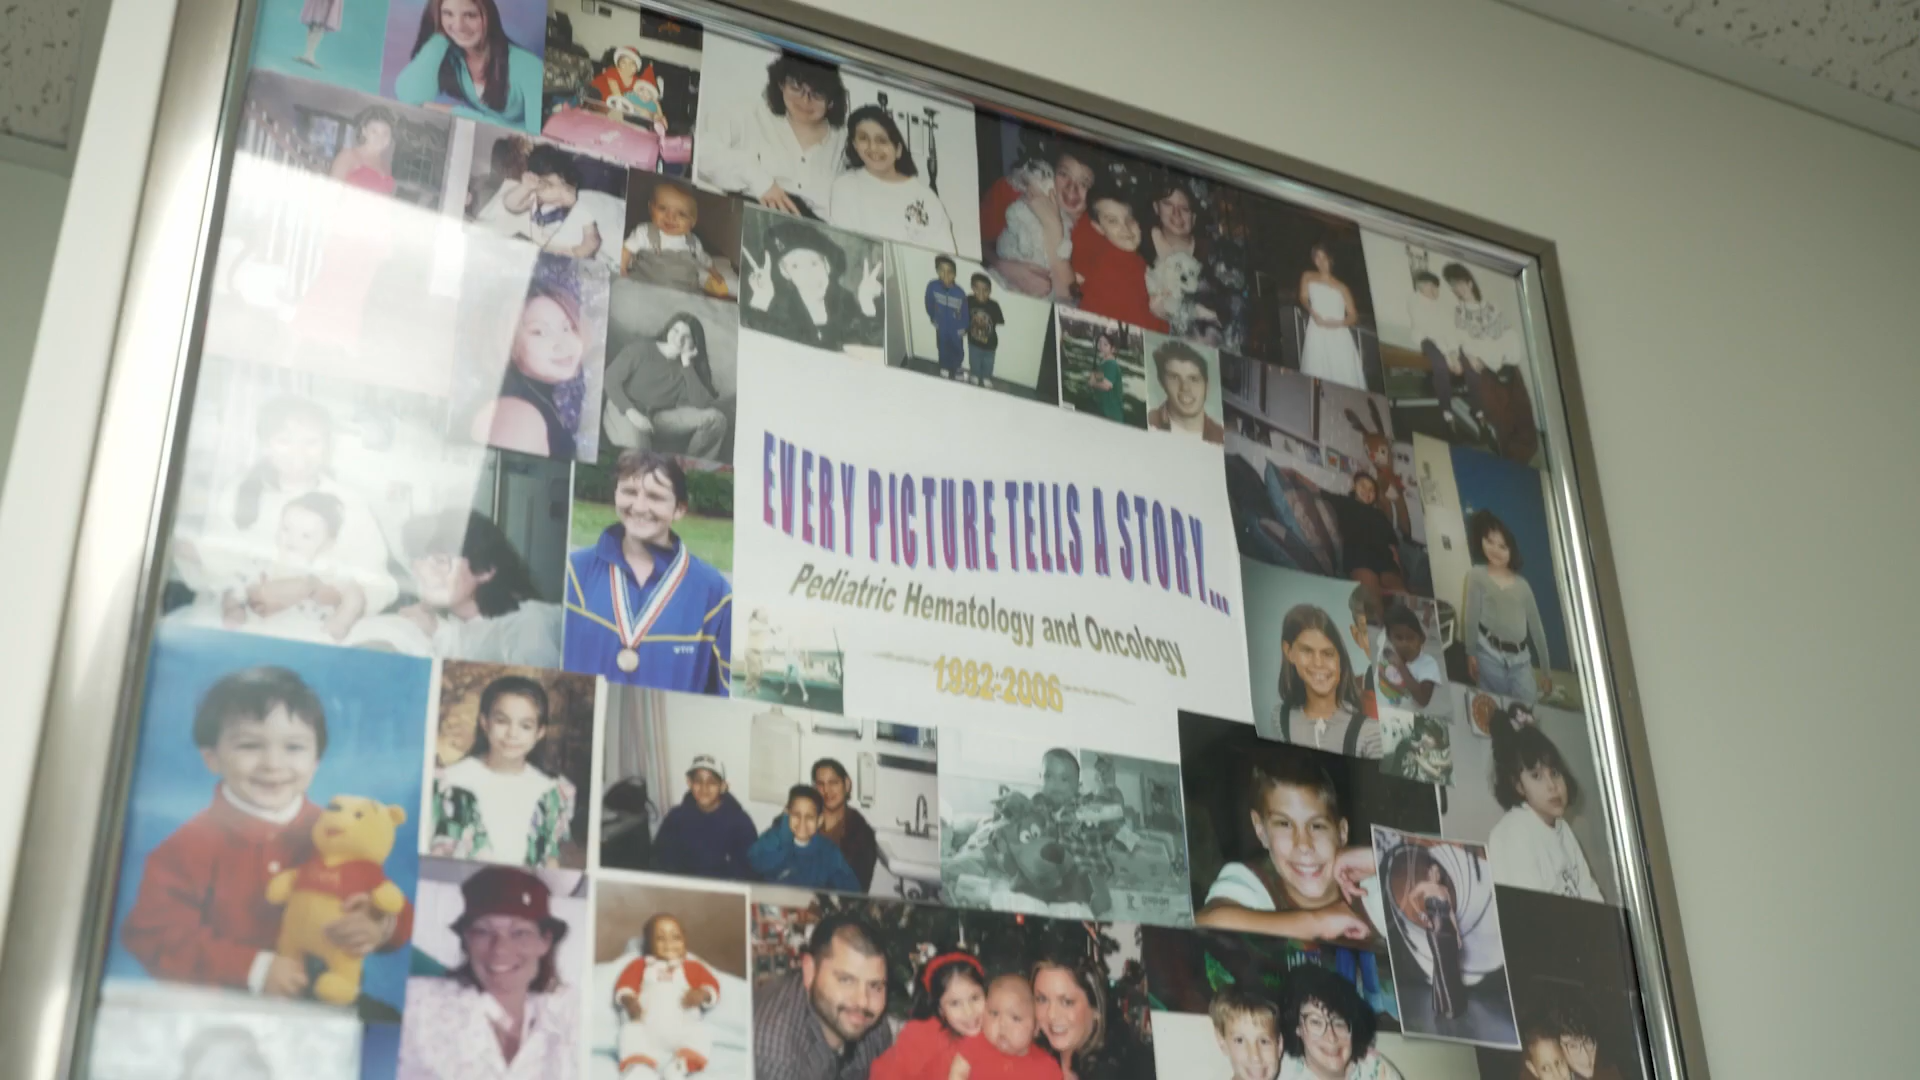 EVERY PICTURE TELLS A STORY...
Pediatric Hematology and Oncology
1982-2006